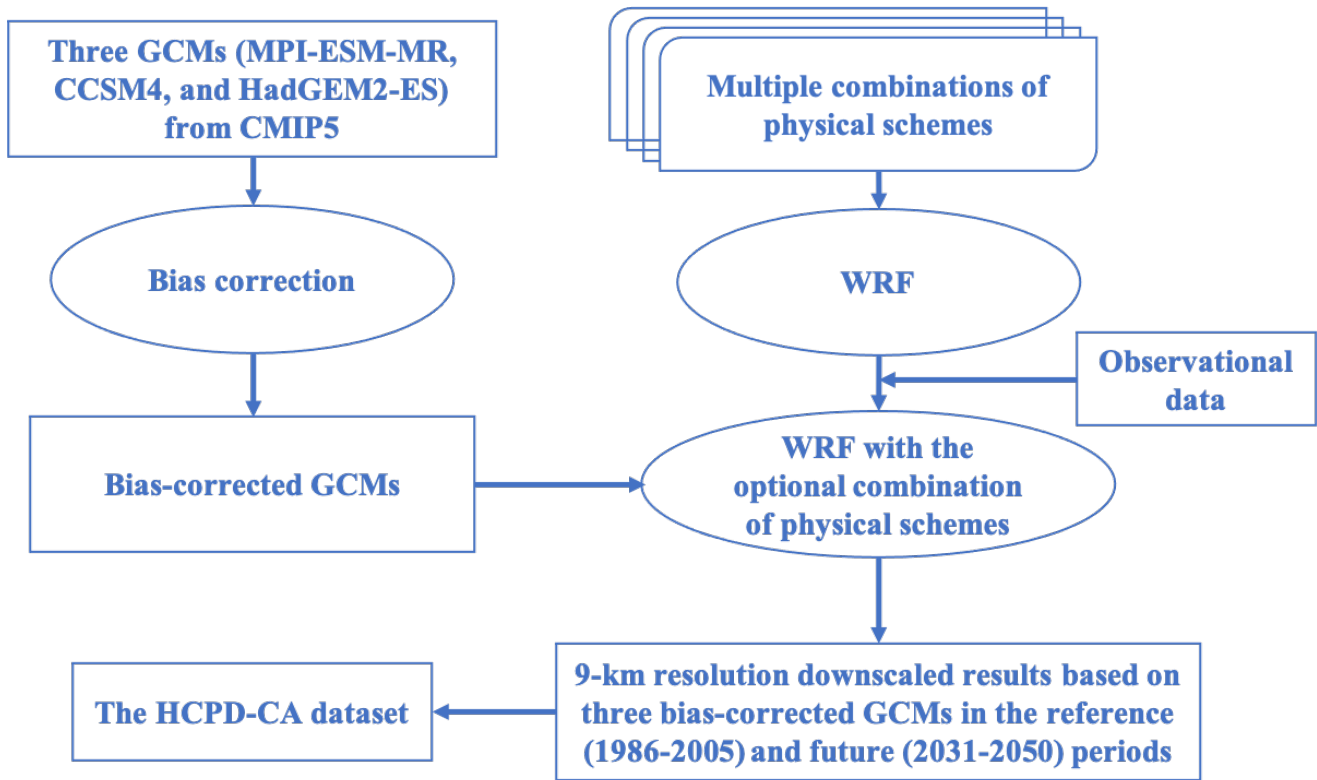 Three GCMs (MPI-ESM-MR,
CCSM4, and HadGEM2-ES)
from CMIP5
Multiple combinations of
physical schemes
Bias correction
WRF
Observational
data
Bias-corrected GCMs
WRF with the
optional combination
of physical schemes
The HCPD-CA dataset
9-km resolution downscaled results based on
three bias-corrected GCMs in the reference
(1986-2005) and future (2031-2050) periods